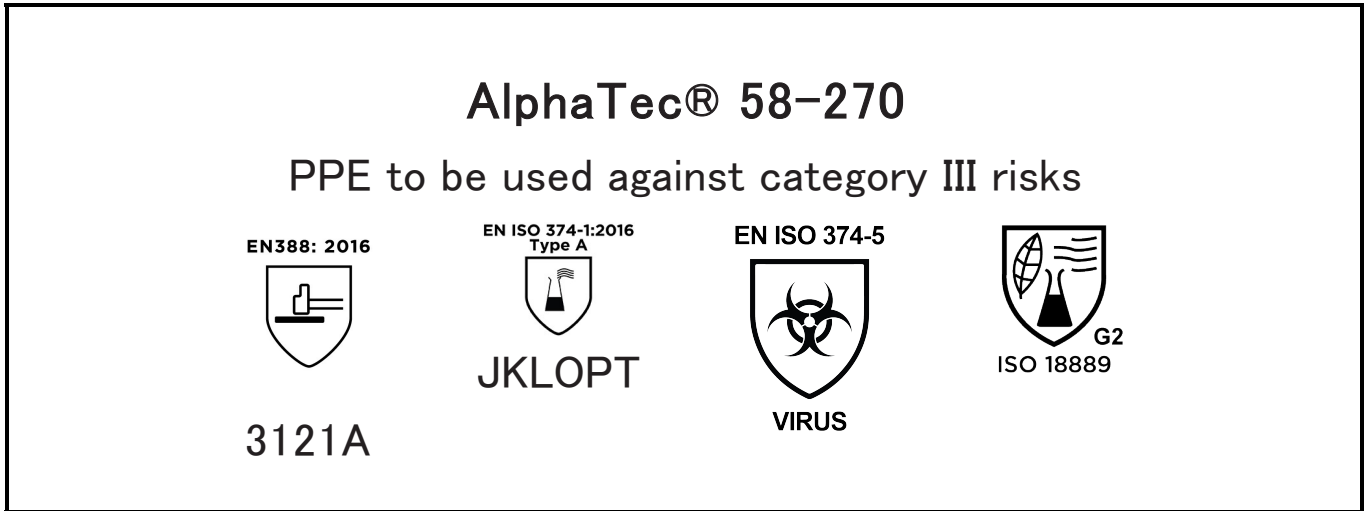 AlphaTec® 58-270
PPE to be used against category III risks
EN388: 2016
3121A
EN ISO 374-1:2016
Type A
JKLOPT
EN ISO 374-5
VIRUS
G2
ISO 18889